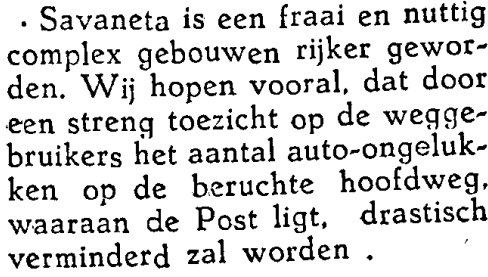 · Savaneta is een fraai en nuttig
complex gebouwen rijker gewor-
den. Wij hopen vooral, dat door
een streng toezicht op de wegge-
bruikers het aantal auto-ongeluk-
ken op de beruchte hoofdweg,
waaraan de Post ligt, drastisch
verminderd zal worden .